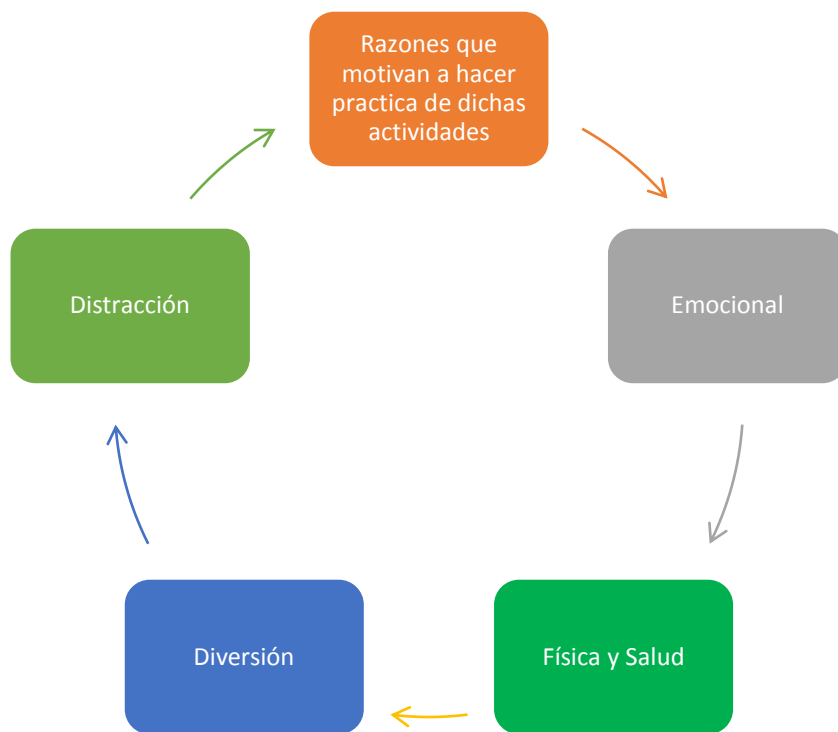 Razones que
motivan a hacer
practica de dichas
actividades
Emocional
Física y Salud
Diversión
Distracción